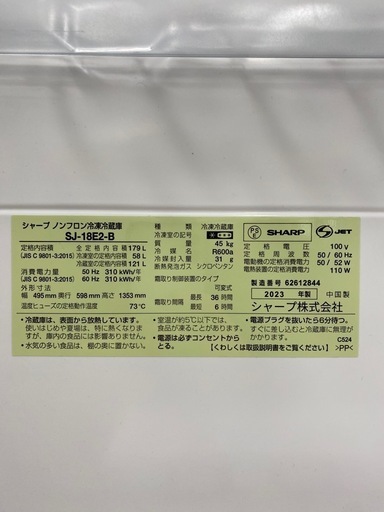 シャープ ノンフロン冷凍冷蔵庫
SJ-18E2-B
定格内容積 全定格内容積 179 L
(JIS C 9801-3:2015) 冷凍室の定格内容積 58 L
冷蔵室の定格内容積 121 L
消費電力量 50 Hz 310 kWh/年
(JIS C 9801-3:2015) 60 Hz 310 kWh/年
外形寸法
幅 495 mm 奥行 598 mm 高さ 1353 mm
温度ヒューズの定格動作温度 73℃
種類 冷凍冷蔵庫
冷凍室の記号
質量 45 kg
冷媒 R600a
冷媒封入量 31 g
断熱発泡ガス シクロペンタン
霜取り制御装置のタイプ
可変式
霜取り間隔 最長 36 時間
最短 6 時間
PSE SHARP JET
定格電圧 100 V
定格周波数 50 / 60 Hz
電動機の定格消費電力 50 / 52 W
電熱装置の定格消費電力 110 W
製造番号 62612844
2023 年製 中国製
シャープ株式会社
・冷蔵庫は、表面から放熱しています。
使いはじめや夏場は、特に熱くなりますが、庫内の食品には影響ありません。
・水気の多い食品は、棚の奥に置かない。
・室温が約5℃以下では、食品が凍ることがあります。
・電源は必ずコンセントからとってください。
・電源プラグを抜いたら6分待つ。
すぐに差し込むと冷蔵庫に無理がかかります。
【くわしくは取扱説明書をご覧ください】
C524
>PP<